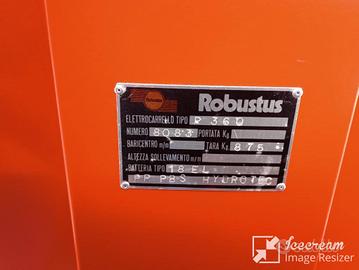 Robustus
ELETTROCARRELLO TIPO R 360
NUMERO 8083 PORTATA Kg
BARICENTRO m/m TARA Kg 875
ALTEZZA SOLLEVAMENTO m/m
BATTERIA TIPO 18 EL
PP P8S HYDROTEC
Icecream
Image Resizer